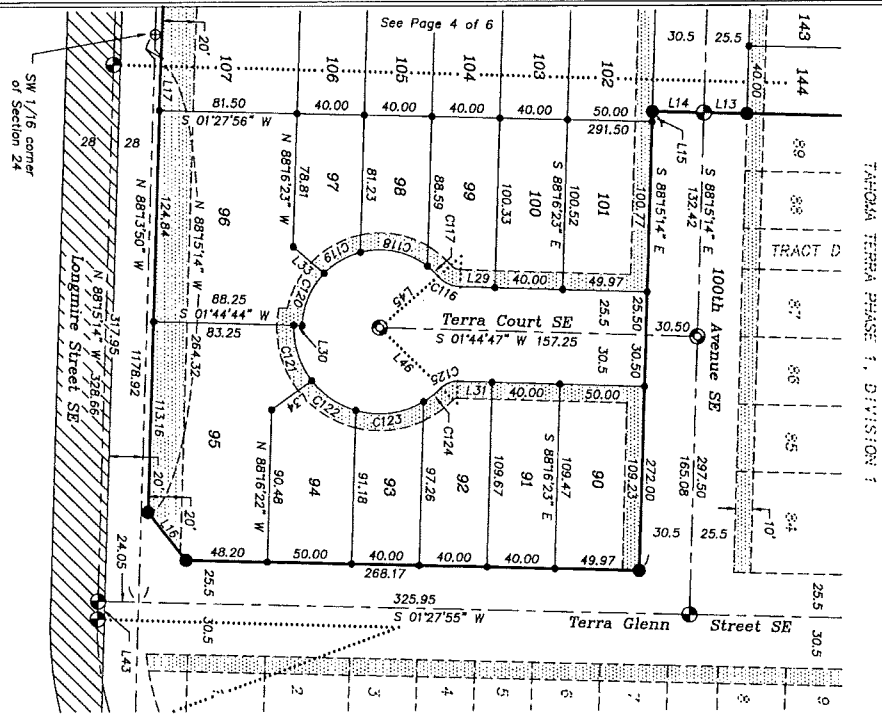 See Page 4 of 6
30.5
25.5
143
144
40.00
TAHOMA TERRA PHASE 1, DIVISION 1
SW 1/16 corner
of Section 24
20'
L17
107
106
105
104
103
102
L14
L13
81.50
40.00
40.00
40.00
40.00
50.00
S 01°27'56" W
291.50
L15
89
88
TRACT D
87
86
85
84
10'
28
28
124.84
N 88°13'50" W
N 88°15'14" W
96
N 88°16'23" W
78.81
97
81.23
98
88.59
99
100.33
100
S 88°16'23" E
100.52
101
100.77
S 88°15'14" E
S 88°15'14" E
132.42
100th Avenue SE
L33
C119
C118
C117
C116
C120
L29
40.00
49.97
25.5
25.50
L45
88.25
S 01°44'44" W
83.25
L30
Terra Court SE
S 01°44'47" W 157.25
30.50
30.5
30.50
L46
Longmire Street SE
N 88°15'14" W 328.66
317.95
1178.92
264.32
C121
L34
C122
C123
C125
C124
L31
40.00
50.00
113.16
95
N 88°16'22" W
90.48
94
91.18
93
97.26
92
109.67
91
S 88°16'23" E
109.47
90
109.23
272.00
297.50
165.08
20'
20'
L16
48.20
50.00
40.00
40.00
40.00
49.97
268.17
30.5
25.5
24.05
25.5
325.95
S 01°27'55" W
Terra Glenn
Street SE
25.5
30.5
L43
30.5
2
3
4
5
6
7
8
9